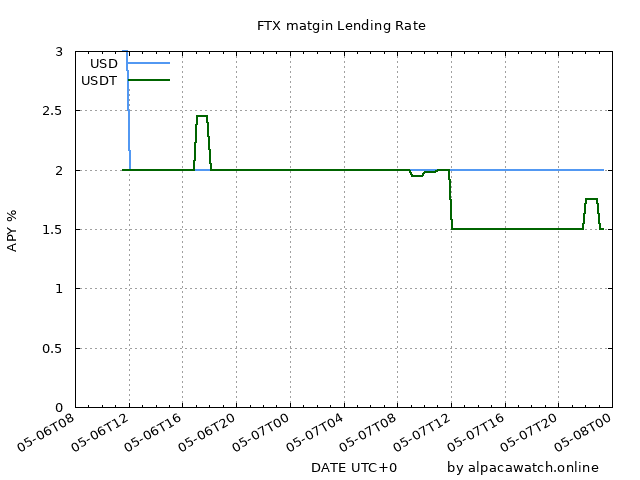 FTX matgin Lending Rate
3
USD
USDT
2.5
2
1.5
1
0.5
0
APY %
05-06T08
05-06T12
05-06T16
05-06T20
05-07T00
05-07T04
05-07T08
05-07T12
05-07T16
05-07T20
05-08T00
DATE UTC+0
by alpacawatch.online